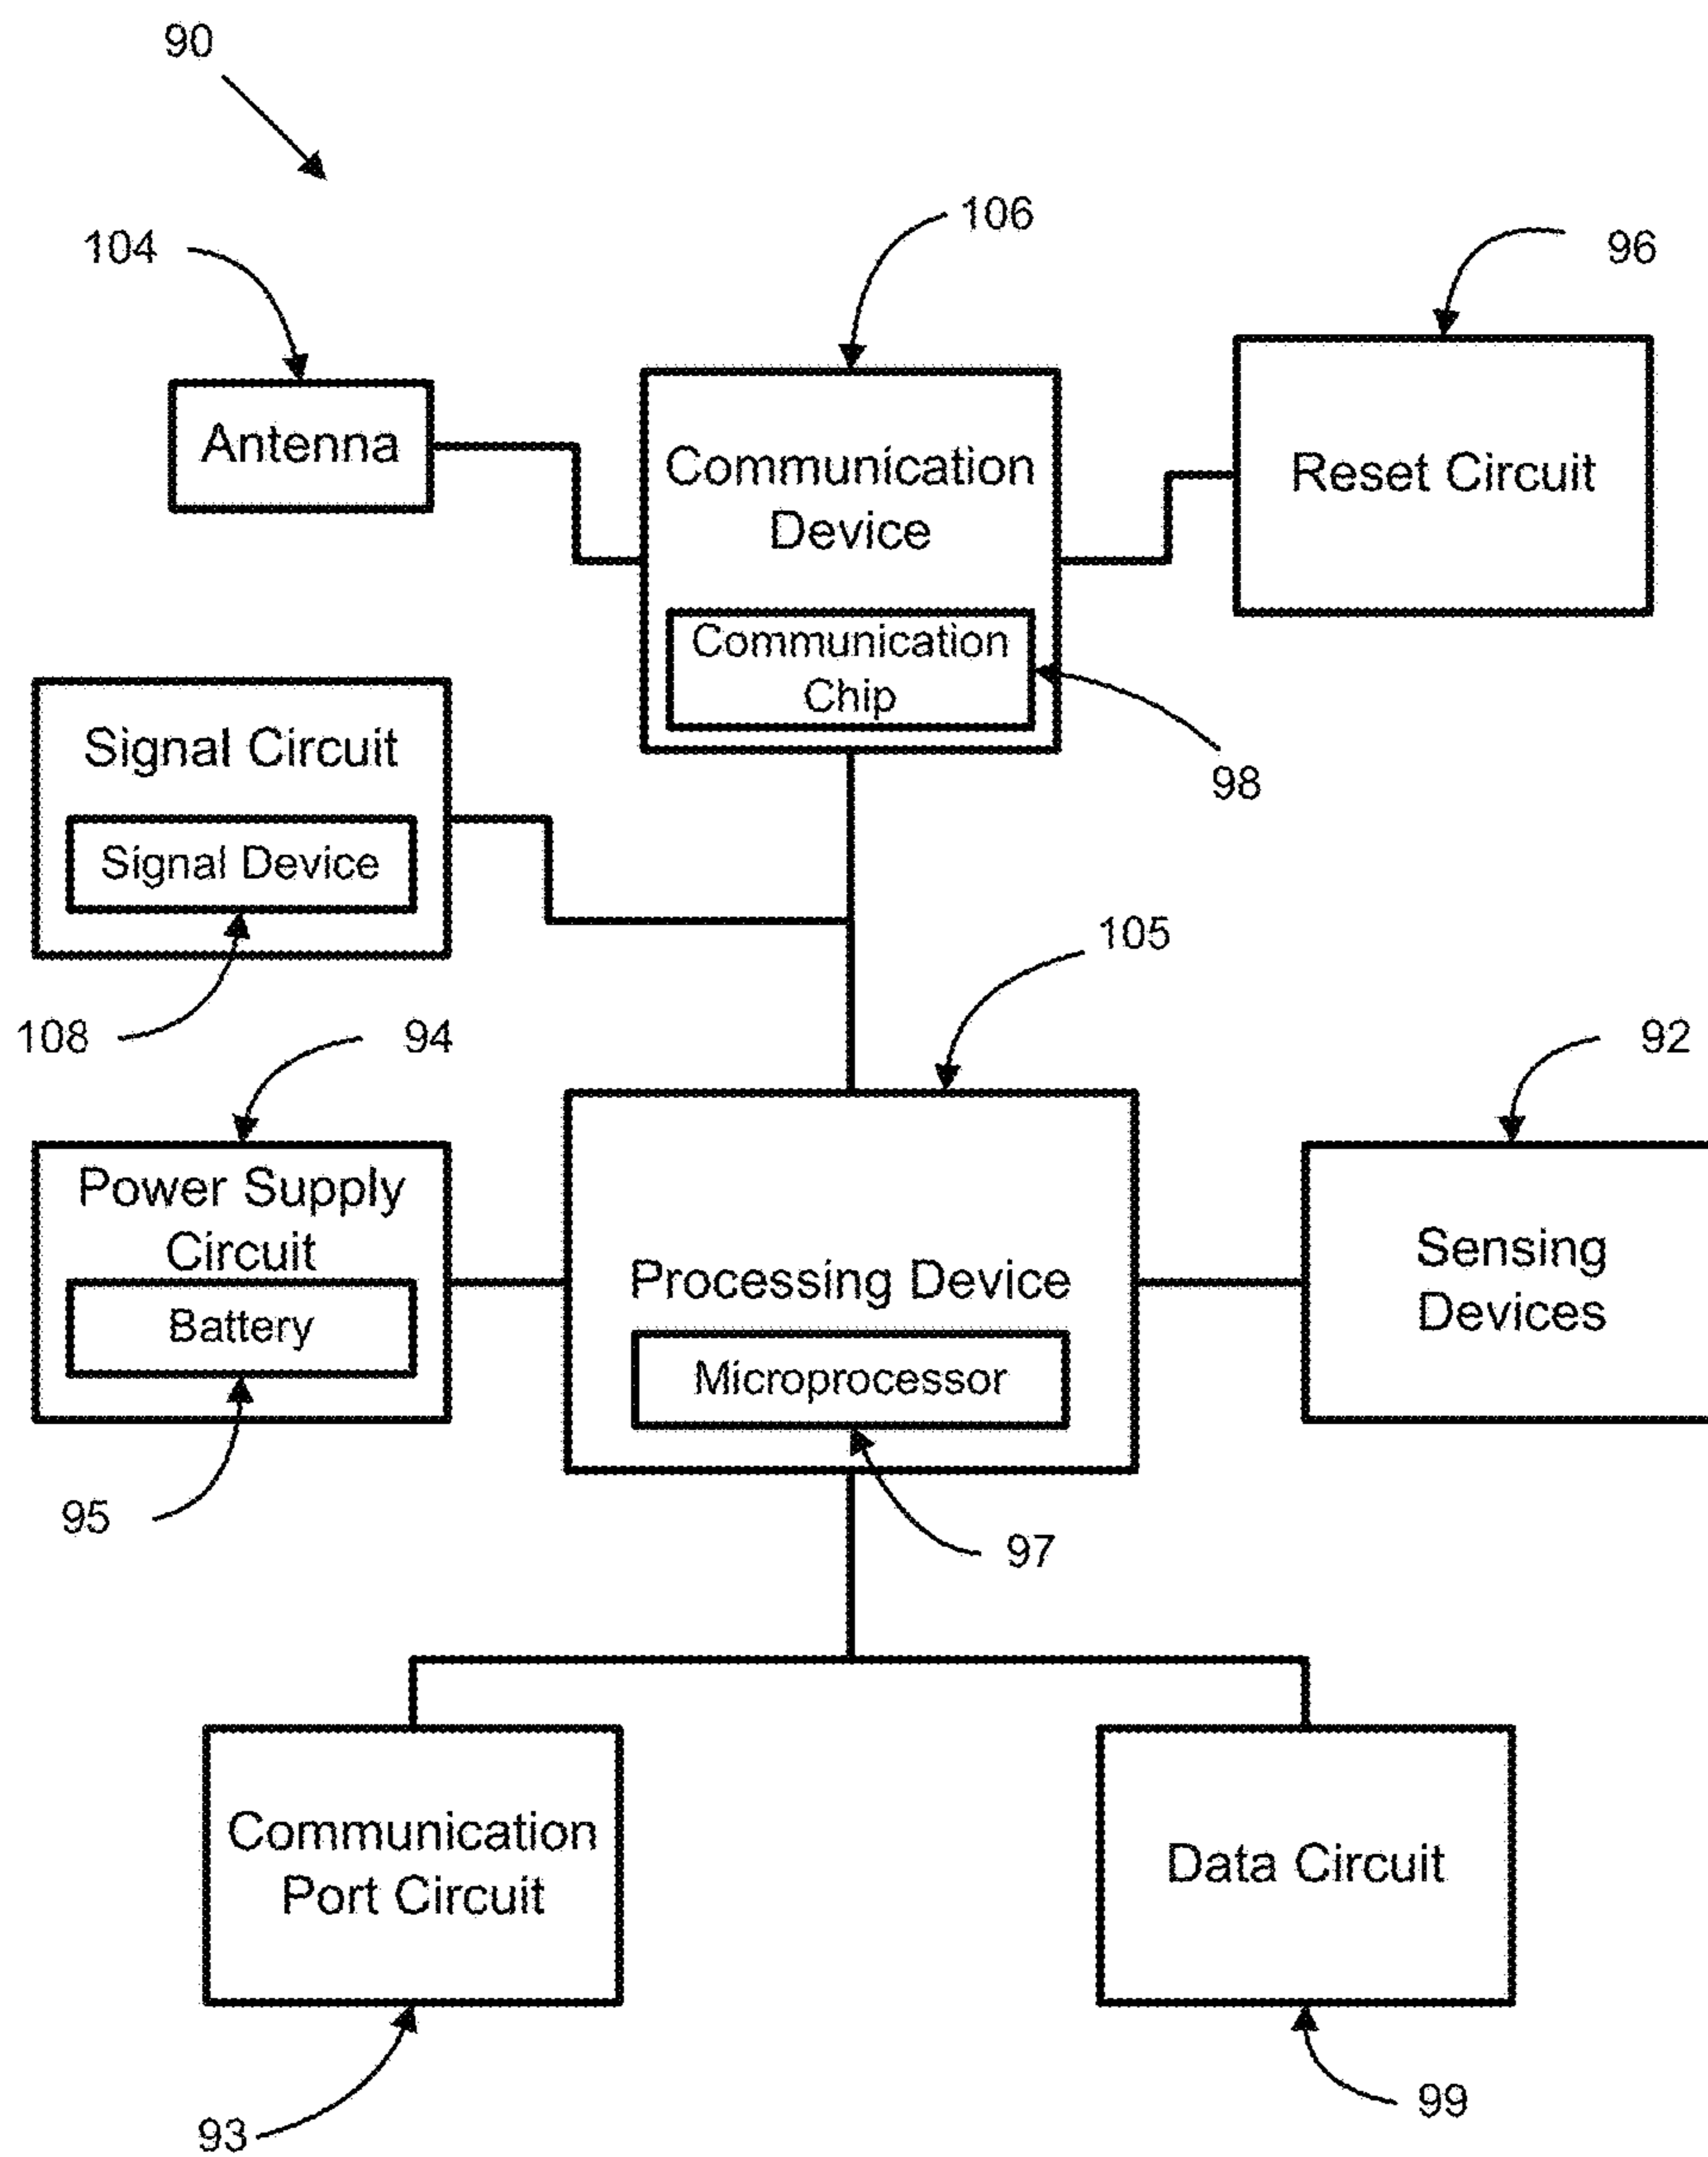 90
104
106
96
Antenna
Communication
Device
Reset Circuit
Communication
Chip
98
Signal Circuit
Signal Device
108
105
94
92
Power Supply
Circuit
Battery
Processing Device
Microprocessor
Sensing
Devices
95
97
Communication
Port Circuit
Data Circuit
93
99